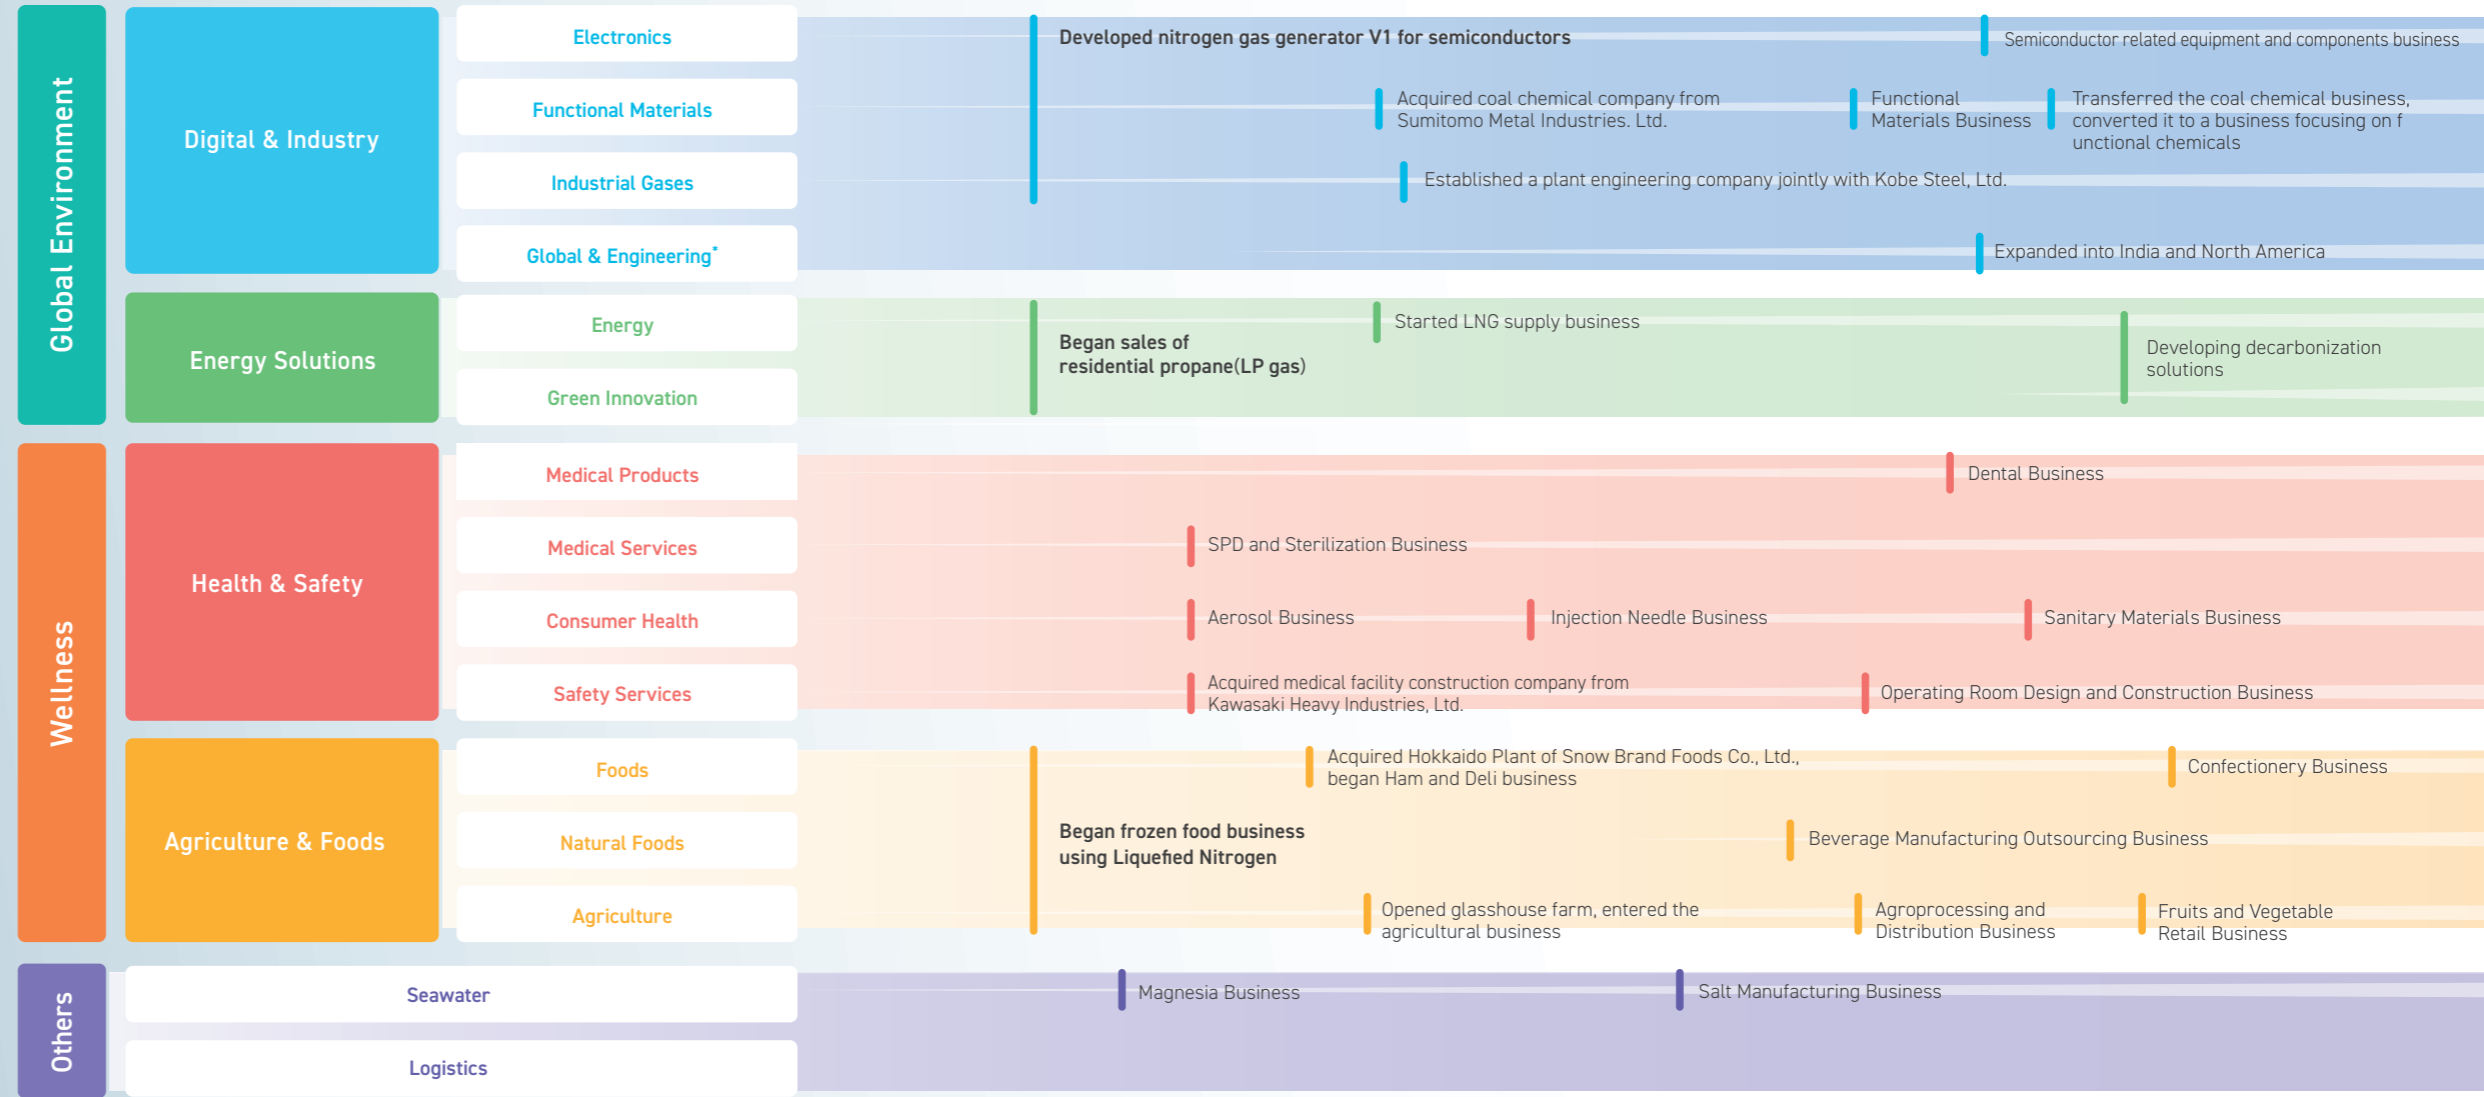 Global Environment
Digital & Industry
Electronics
Developed nitrogen gas generator V1 for semiconductors
Semiconductor related equipment and components business
Functional Materials
Acquired coal chemical company from
Sumitomo Metal Industries. Ltd.
Functional
Materials Business
Transferred the coal chemical business,
converted it to a business focusing on f
unctional chemicals
Industrial Gases
Established a plant engineering company jointly with Kobe Steel, Ltd.
Global & Engineering*
Expanded into India and North America
Energy Solutions
Energy
Began sales of
residential propane(LP gas)
Started LNG supply business
Developing decarbonization
solutions
Green Innovation
Wellness
Health & Safety
Medical Products
Dental Business
Medical Services
SPD and Sterilization Business
Consumer Health
Aerosol Business
Injection Needle Business
Sanitary Materials Business
Safety Services
Acquired medical facility construction company from
Kawasaki Heavy Industries, Ltd.
Operating Room Design and Construction Business
Agriculture & Foods
Foods
Acquired Hokkaido Plant of Snow Brand Foods Co., Ltd.,
began Ham and Deli business
Confectionery Business
Natural Foods
Began frozen food business
using Liquefied Nitrogen
Beverage Manufacturing Outsourcing Business
Agriculture
Opened glasshouse farm, entered the
agricultural business
Agroprocessing and
Distribution Business
Fruits and Vegetable
Retail Business
Others
Seawater
Magnesia Business
Salt Manufacturing Business
Logistics